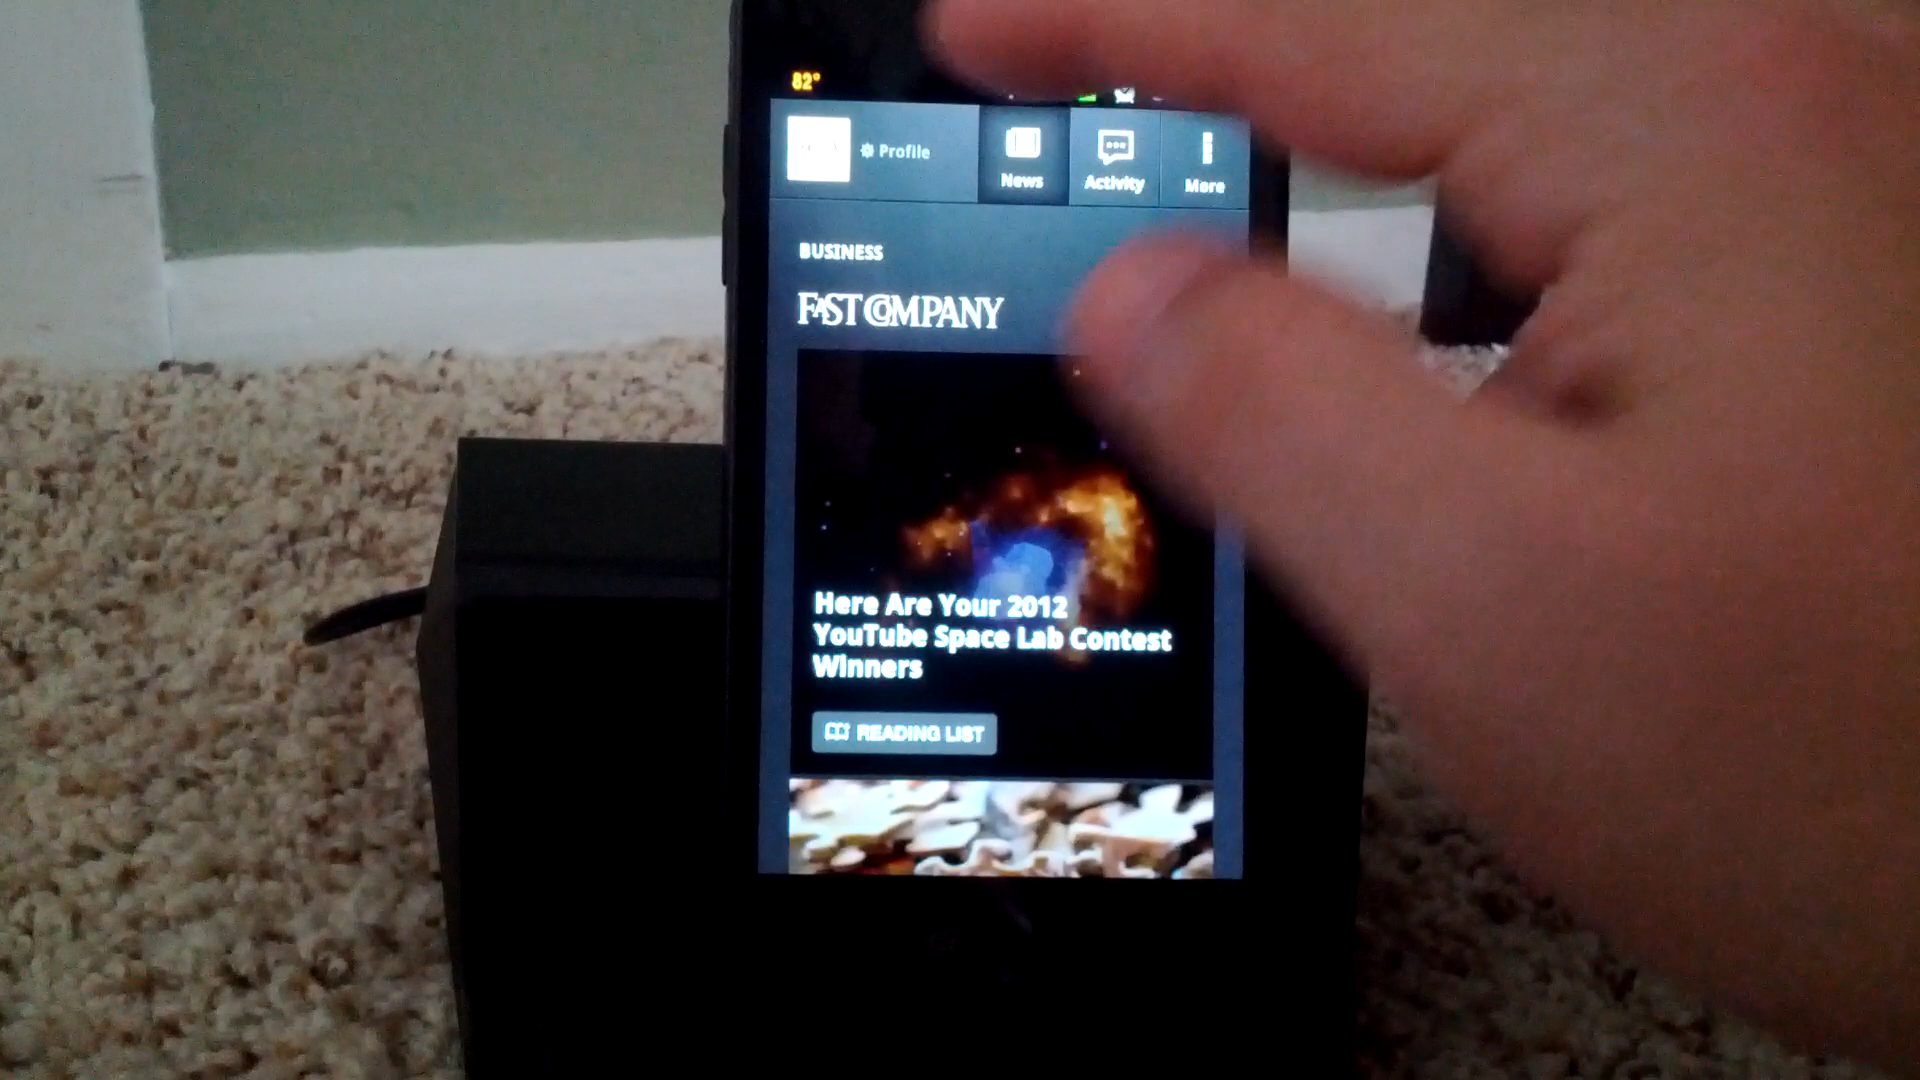 82°
Profile
News
Activity
More
BUSINESS
FAST COMPANY
Here Are Your 2012
YouTube Space Lab Contest
Winners
READING LIST